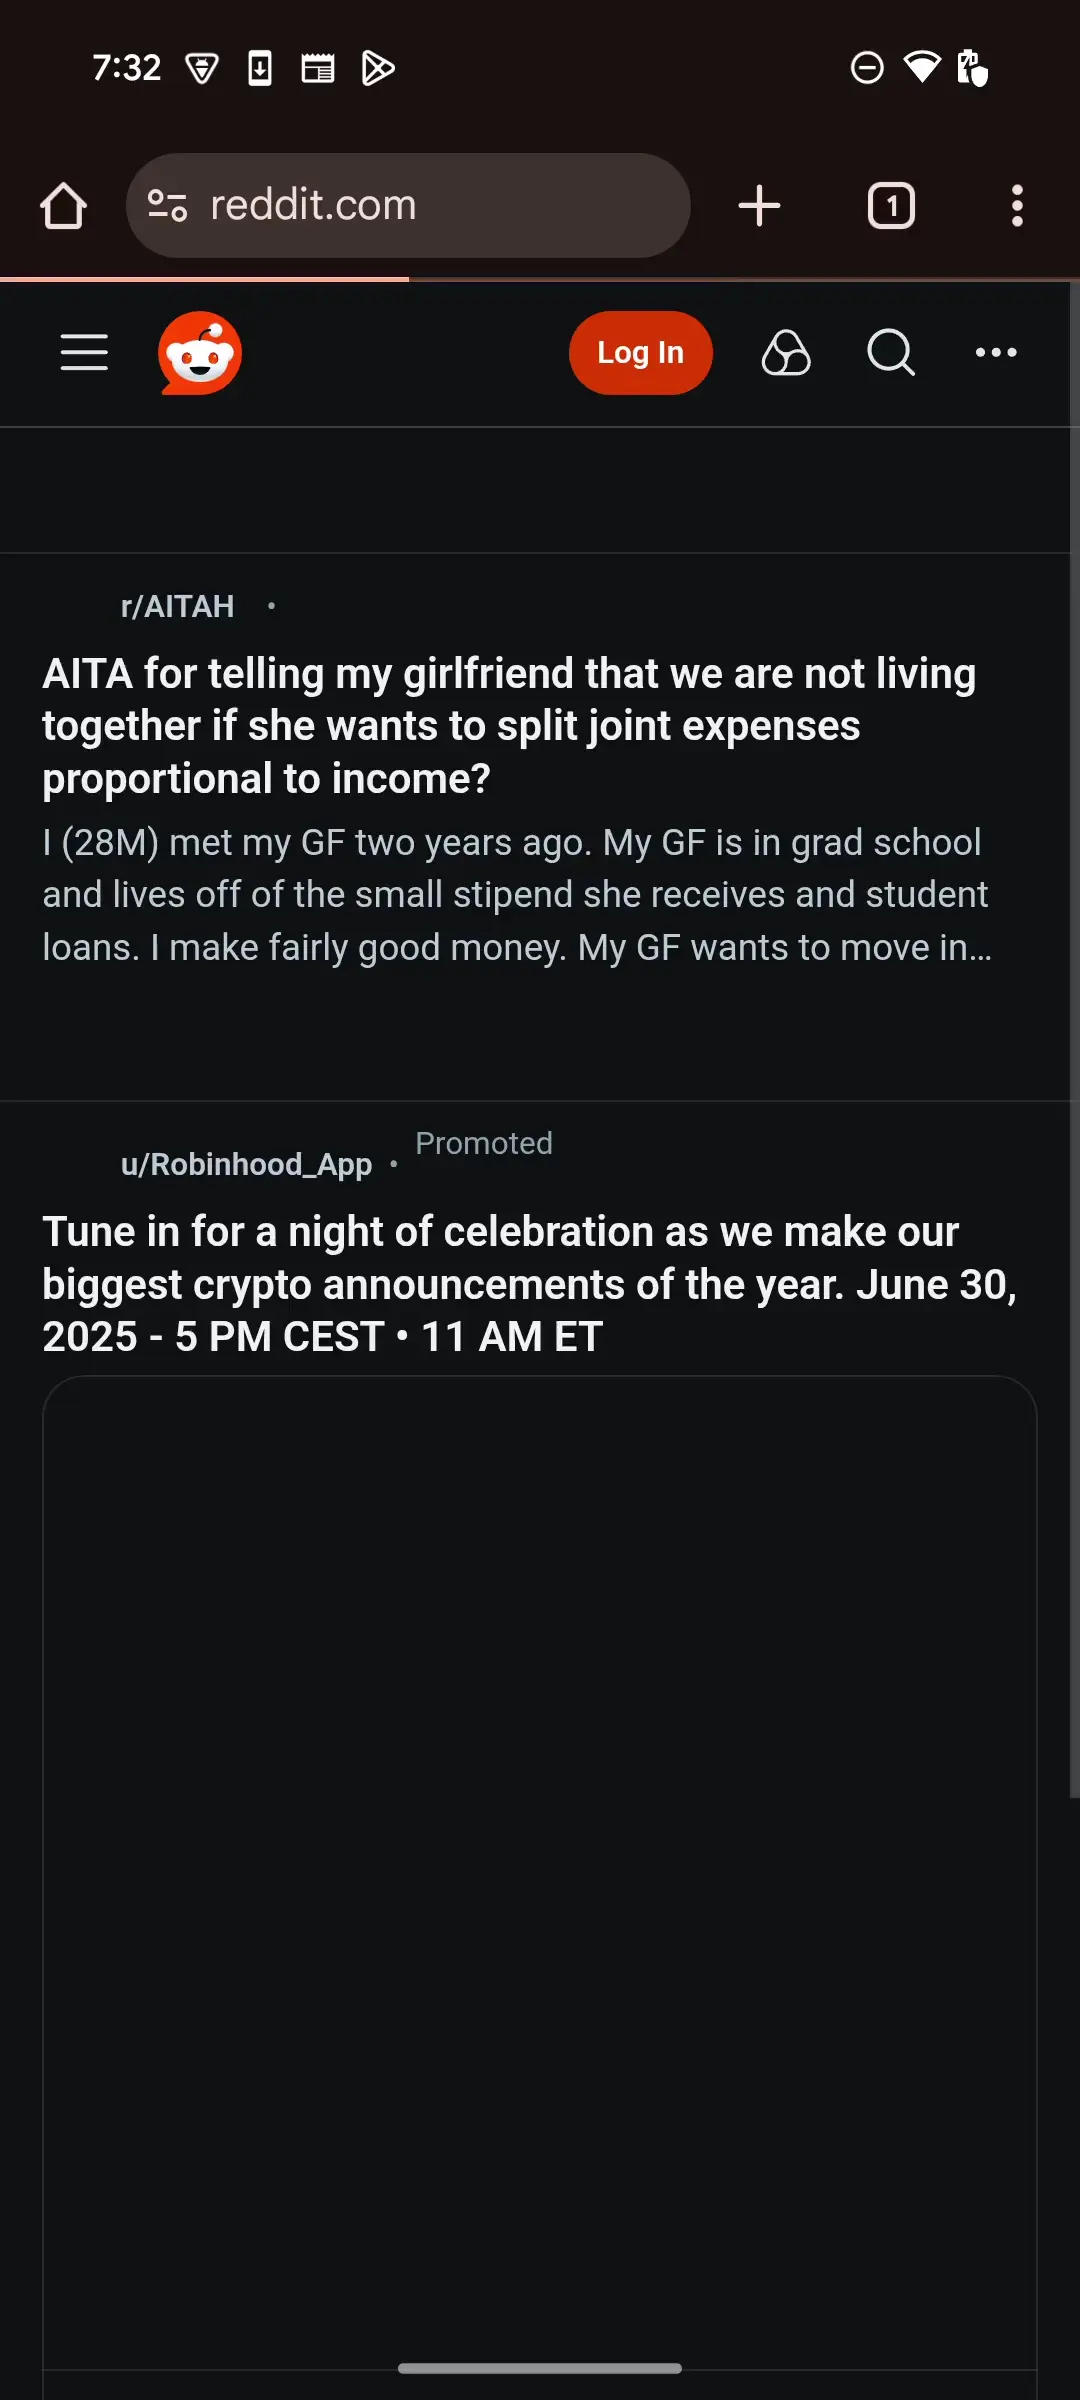 7:32
reddit.com
1
Log In
r/AITAH •
AITA for telling my girlfriend that we are not living
together if she wants to split joint expenses
proportional to income?
I (28M) met my GF two years ago. My GF is in grad school
and lives off of the small stipend she receives and student
loans. I make fairly good money. My GF wants to move in...
u/Robinhood_App • Promoted
Tune in for a night of celebration as we make our
biggest crypto announcements of the year. June 30,
2025 - 5 PM CEST • 11 AM ET